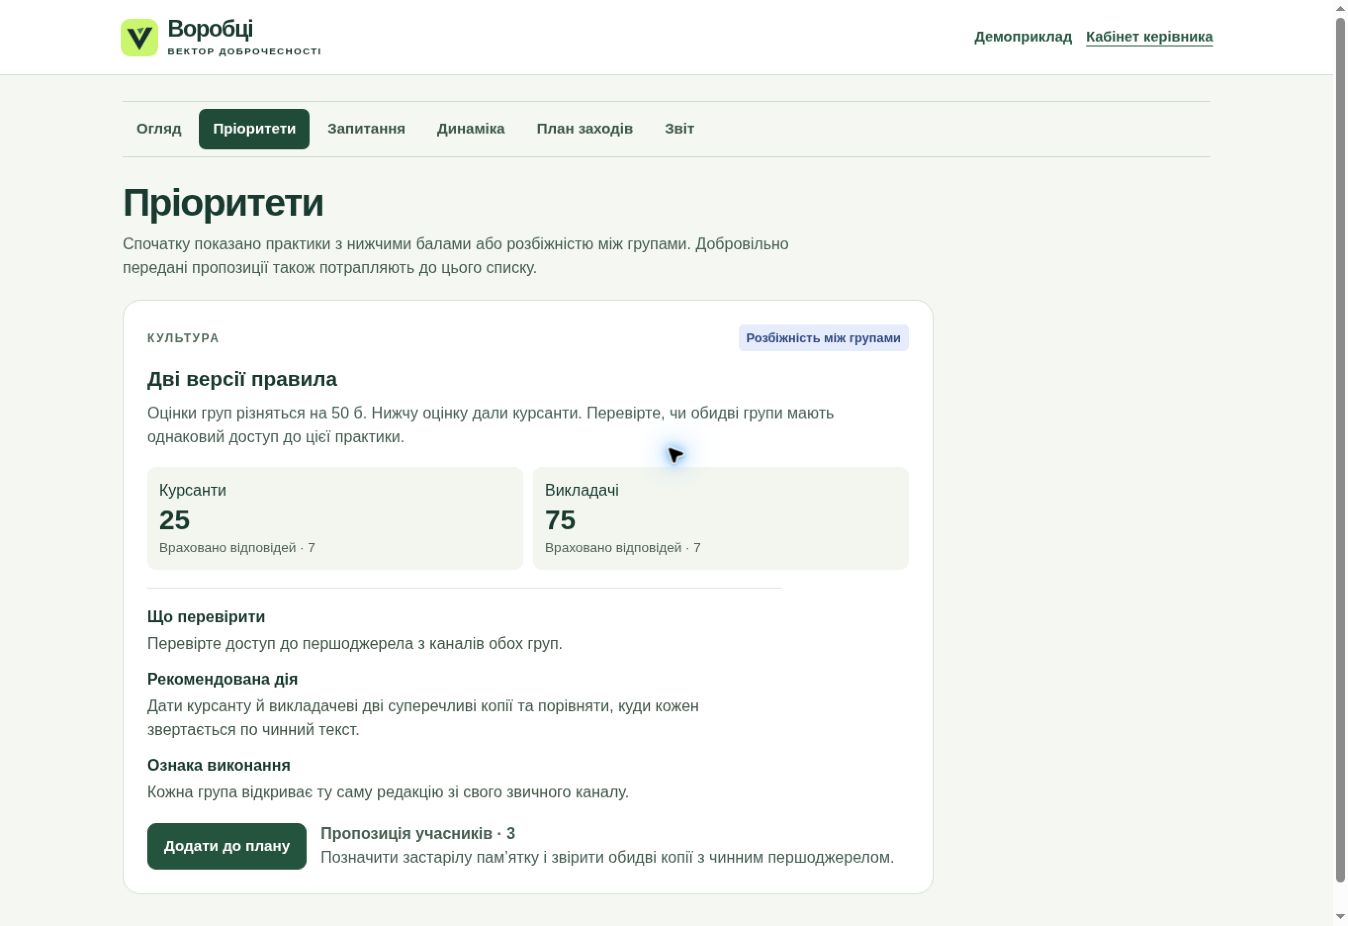 Воробці
ВЕКТОР ДОБРОЧЕСНОСТІ
Демоприклад
Кабінет керівника
Огляд
Пріоритети
Запитання
Динаміка
План заходів
Звіт
Пріоритети
Спочатку показано практики з нижчими балами або розбіжністю між групами. Добровільно
передані пропозиції також потрапляють до цього списку.
КУЛЬТУРА
Розбіжність між групами
Дві версії правила
Оцінки груп різняться на 50 б. Нижчу оцінку дали курсанти. Перевірте, чи обидві групи мають
однаковий доступ до цієї практики.
Курсанти
25
Враховано відповідей · 7
Викладачі
75
Враховано відповідей · 7
Що перевірити
Перевірте доступ до першоджерела з каналів обох груп.
Рекомендована дія
Дати курсанту й викладачеві дві суперечливі копії та порівняти, куди кожен
звертається по чинний текст.
Ознака виконання
Кожна група відкриває ту саму редакцію зі свого звичного каналу.
Додати до плану
Пропозиція учасників · 3
Позначити застарілу пам’ятку і звірити обидві копії з чинним першоджерелом.